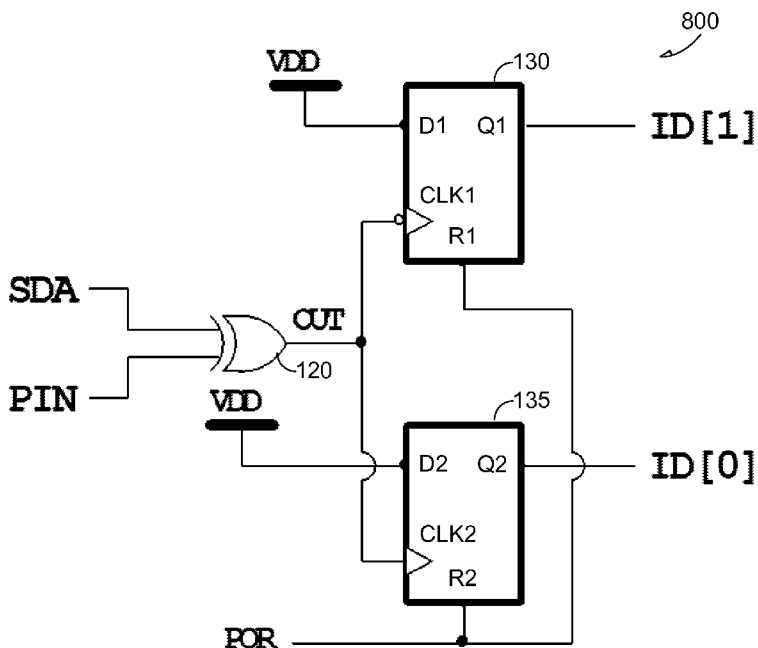 800
VDD
130
D1 Q1
ID[1]
CLK1
R1
SDA
OUT
120
PIN
VDD
135
D2 Q2
ID[0]
CLK2
R2
POR